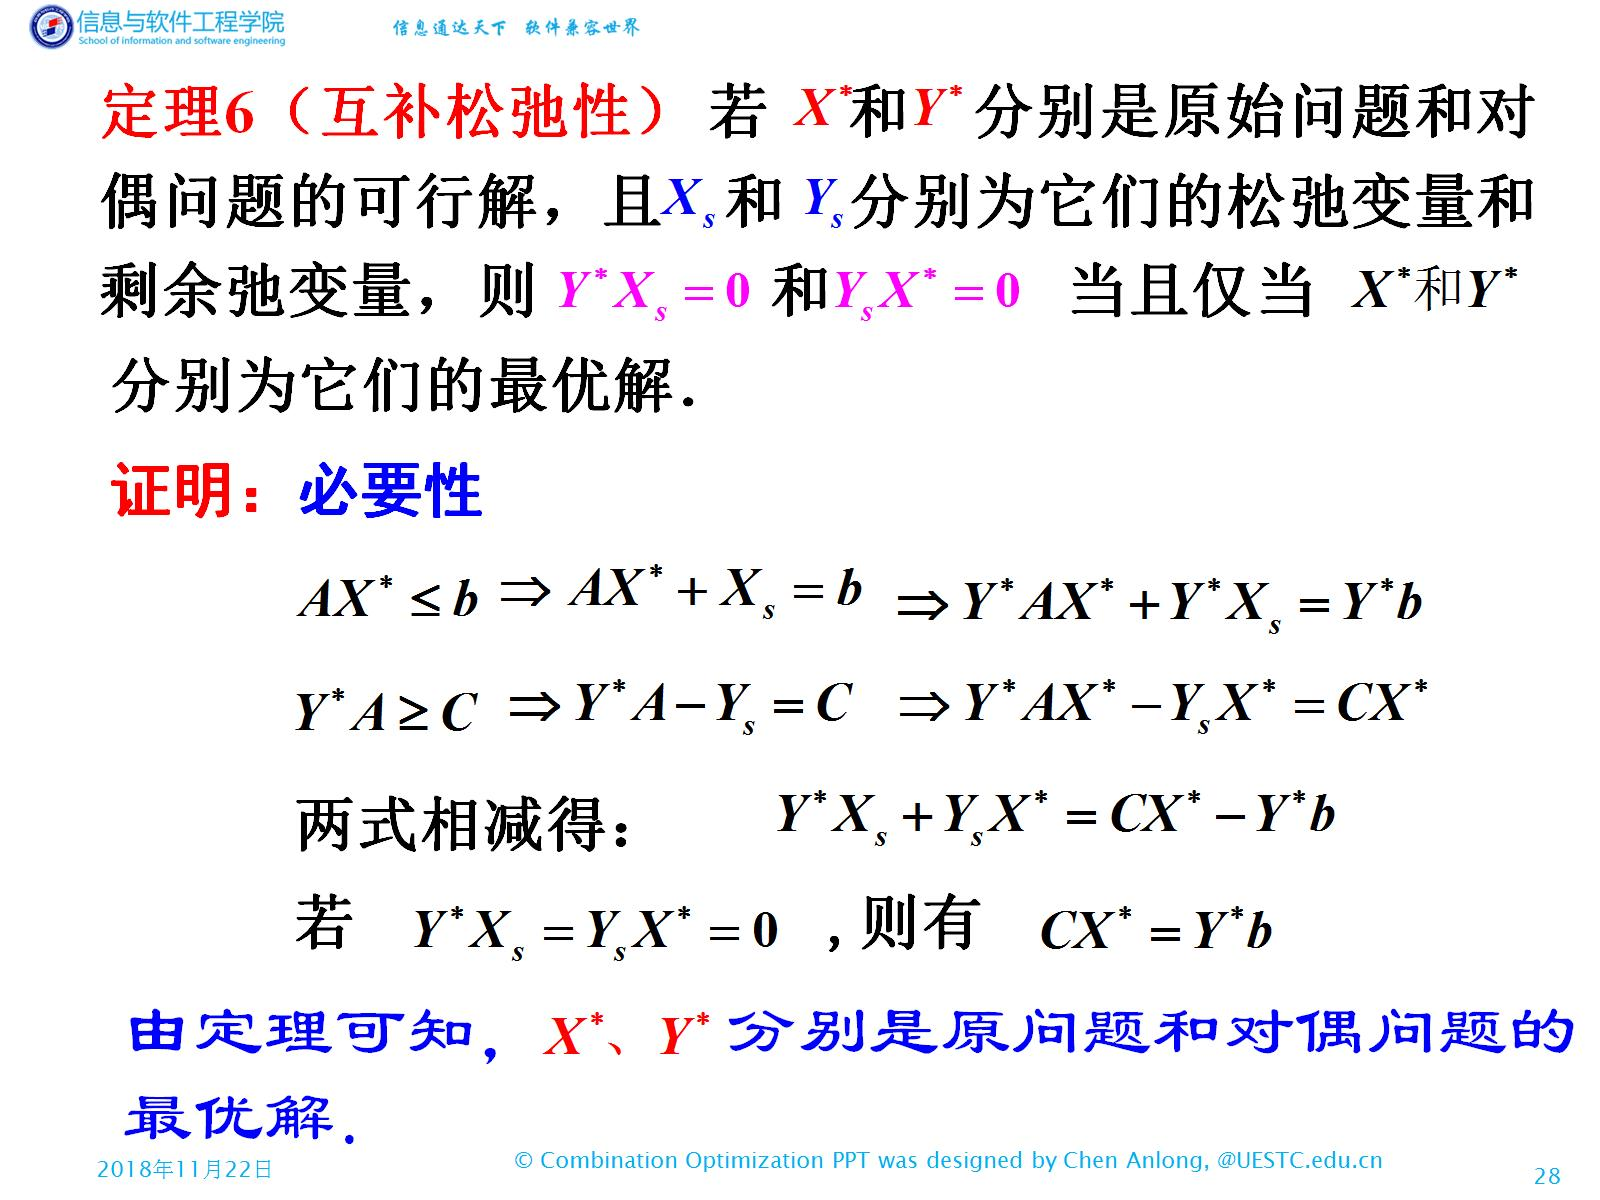 信息与软件工程学院
School of information and software engineering
信息通达天下 软件兼容世界
定理6（互补松弛性）若 X*和Y* 分别是原始问题和对
偶问题的可行解，且Xs 和 Ys 分别为它们的松弛变量和
剩余弛变量，则 Y*Xs = 0 和YsX* = 0 当且仅当 X*和Y*
分别为它们的最优解.
证明：必要性
AX* ≤ b ⇒ AX* + Xs = b ⇒ Y*AX* + Y*Xs = Y*b
Y*A ≥ C ⇒ Y*A − Ys = C ⇒ Y*AX* − YsX* = CX*
两式相减得： Y*Xs + YsX* = CX* − Y*b
若 Y*Xs = YsX* = 0 ,则有 CX* = Y*b
由定理可知，X*、Y* 分别是原问题和对偶问题的
最优解.
2018年11月22日
© Combination Optimization PPT was designed by Chen Anlong, @UESTC.edu.cn
28